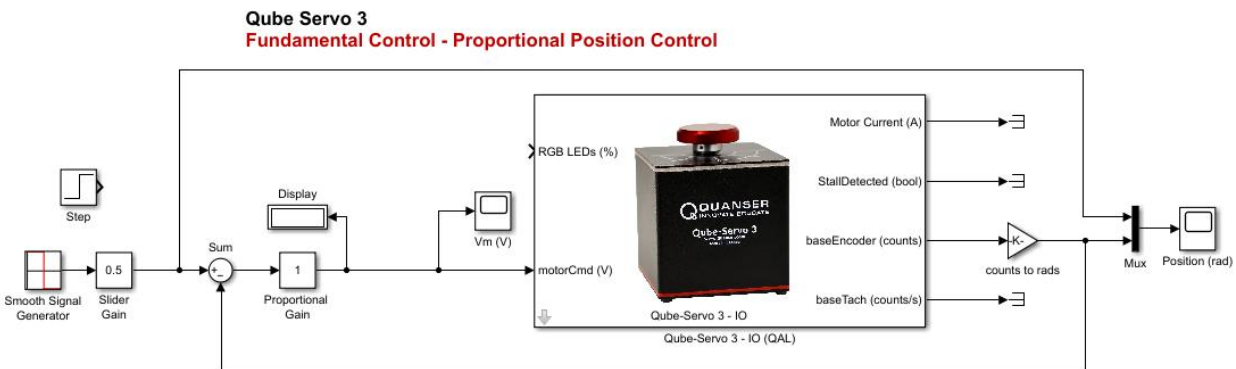 Qube Servo 3
Fundamental Control - Proportional Position Control
Motor Current (A)
RGB LEDs (%)
StallDetected (bool)
Step
Display
Vm (V)
QUANSER
INNOVATE EDUCATE
Qube-Servo 3
baseEncoder (counts)
-K-
counts to rads
Mux
Position (rad)
Sum
0.5
1
motorCmd (V)
Smooth Signal
Generator
Slider
Gain
Proportional
Gain
baseTach (counts/s)
Qube-Servo 3 - IO
Qube-Servo 3 - IO (QAL)